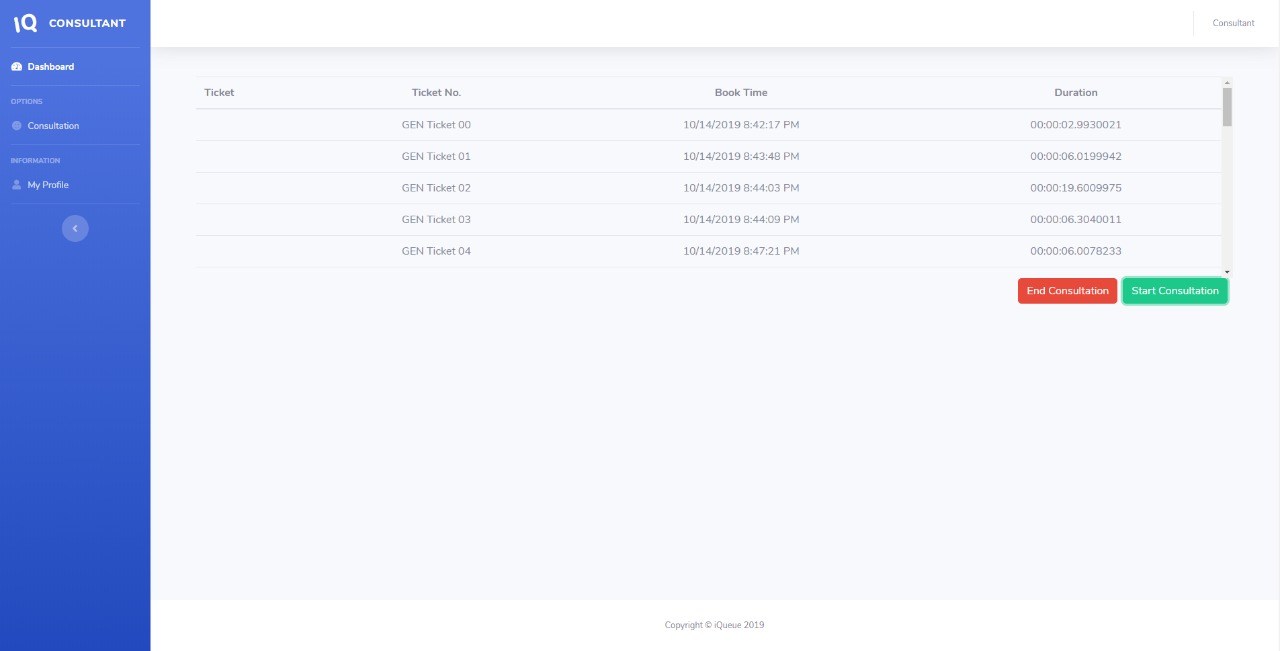 iQ CONSULTANT
Consultant
Dashboard
OPTIONS
Consultation
INFORMATION
My Profile
Ticket Ticket No. Book Time Duration
GEN Ticket 00 10/14/2019 8:42:17 PM 00:00:02.9930021
GEN Ticket 01 10/14/2019 8:43:48 PM 00:00:06.0199942
GEN Ticket 02 10/14/2019 8:44:03 PM 00:00:19.6009975
GEN Ticket 03 10/14/2019 8:44:09 PM 00:00:06.3040011
GEN Ticket 04 10/14/2019 8:47:21 PM 00:00:06.0078233
End Consultation Start Consultation
Copyright © iQueue 2019